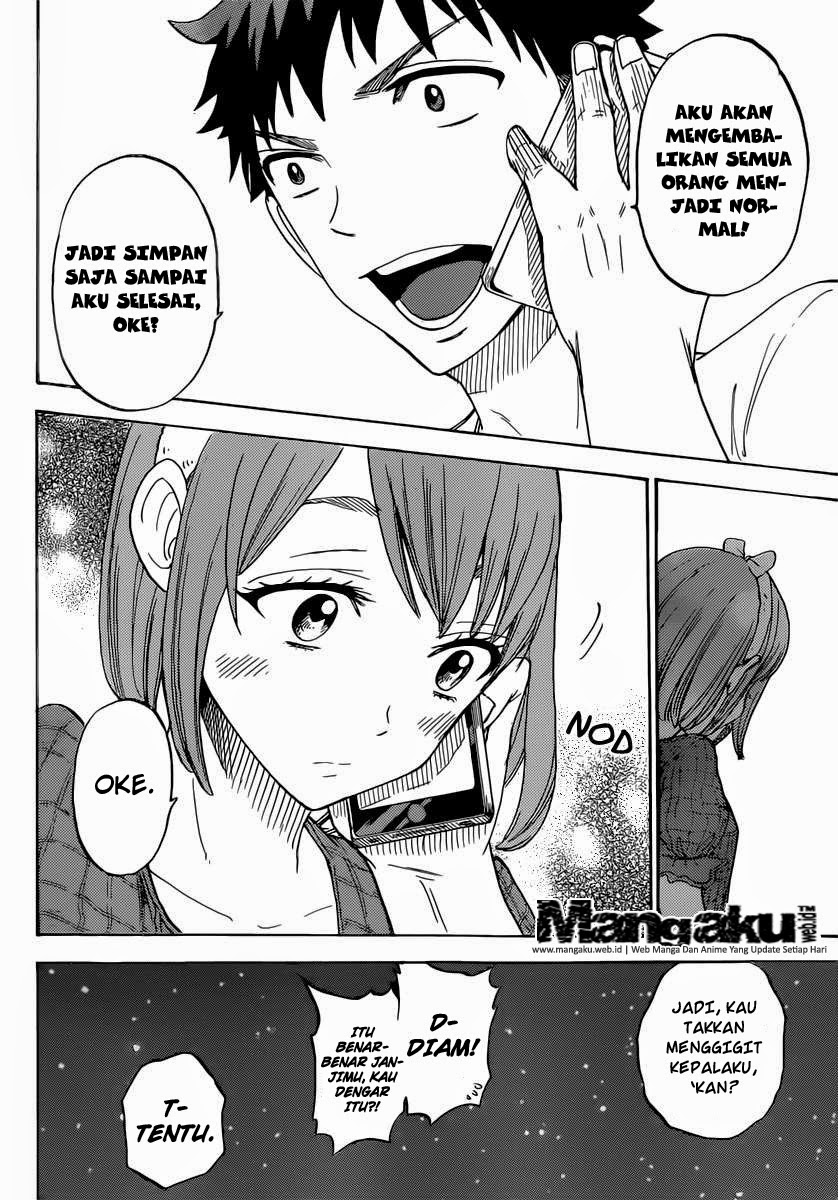 AKU AKAN
MENGEMBA-
LIKAN SEMUA
ORANG MEN-
JADI NOR-
MAL!
JADI SIMPAN
SAJA SAMPAI
AKU SELESAI,
OKE?
NOD
OKE.
Mangaku
web.id™
www.mangaku.web.id | Web Manga Dan Anime Yang Update Setiap Hari
JADI, KAU
TAKKAN
MENGGIGIT
KEPALAKU,
'KAN?
D-
DIAM!
ITU
BENAR-
BENAR JAN-
JIMU, KAU
DENGAR
ITU?!
T-
TENTU.